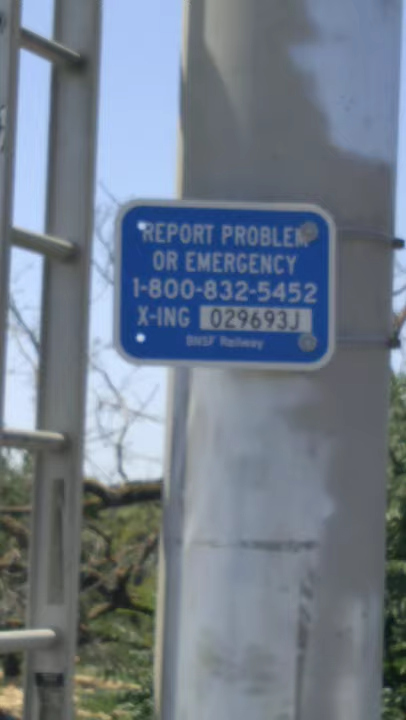 REPORT PROBLEM
OR EMERGENCY
1-800-832-5452
X-ING 029693J
BNSF Railway